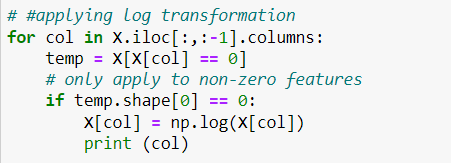 # #applying log transformation
for col in X.iloc[:,:-1].columns:
    temp = X[X[col] == 0]
    # only apply to non-zero features
    if temp.shape[0] == 0:
        X[col] = np.log(X[col])
        print (col)